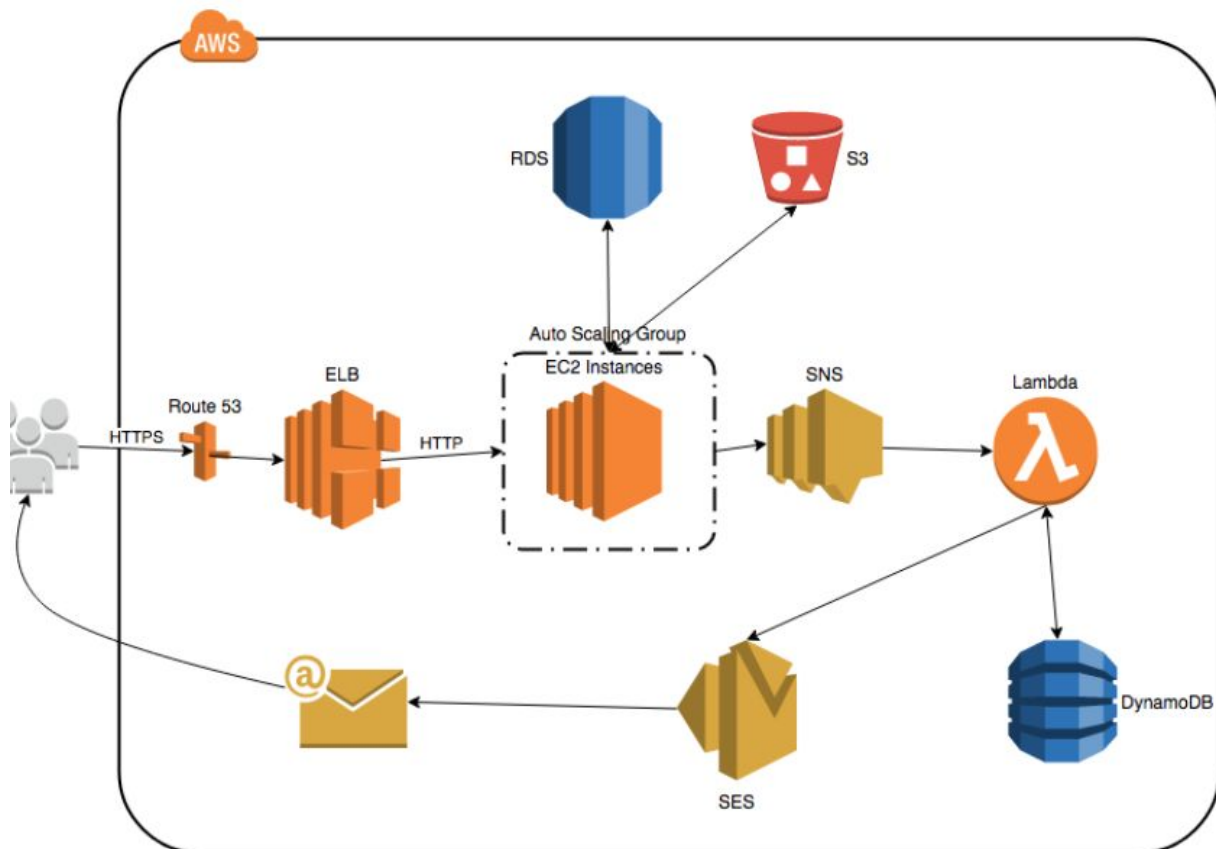 AWS
RDS
S3
Auto Scaling Group
EC2 Instances
ELB
SNS
Lambda
Route 53
HTTPS
HTTP
@
DynamoDB
SES